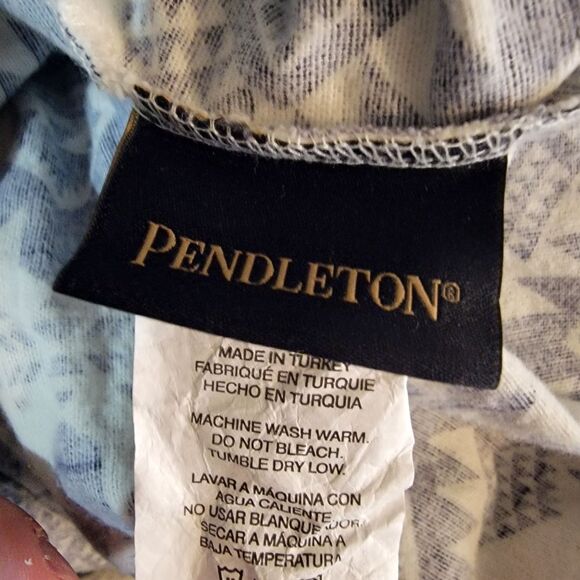 PENDLETON®
MADE IN TURKEY
FABRIQUÉ EN TURQUIE
HECHO EN TURQUIA
MACHINE WASH WARM.
DO NOT BLEACH.
TUMBLE DRY LOW.
LAVAR A MÁQUINA CON
AGUA CALIENTE
NO USAR BLANQUEADOR
SECAR A MÁQUINA A
BAJA TEMPERATURA